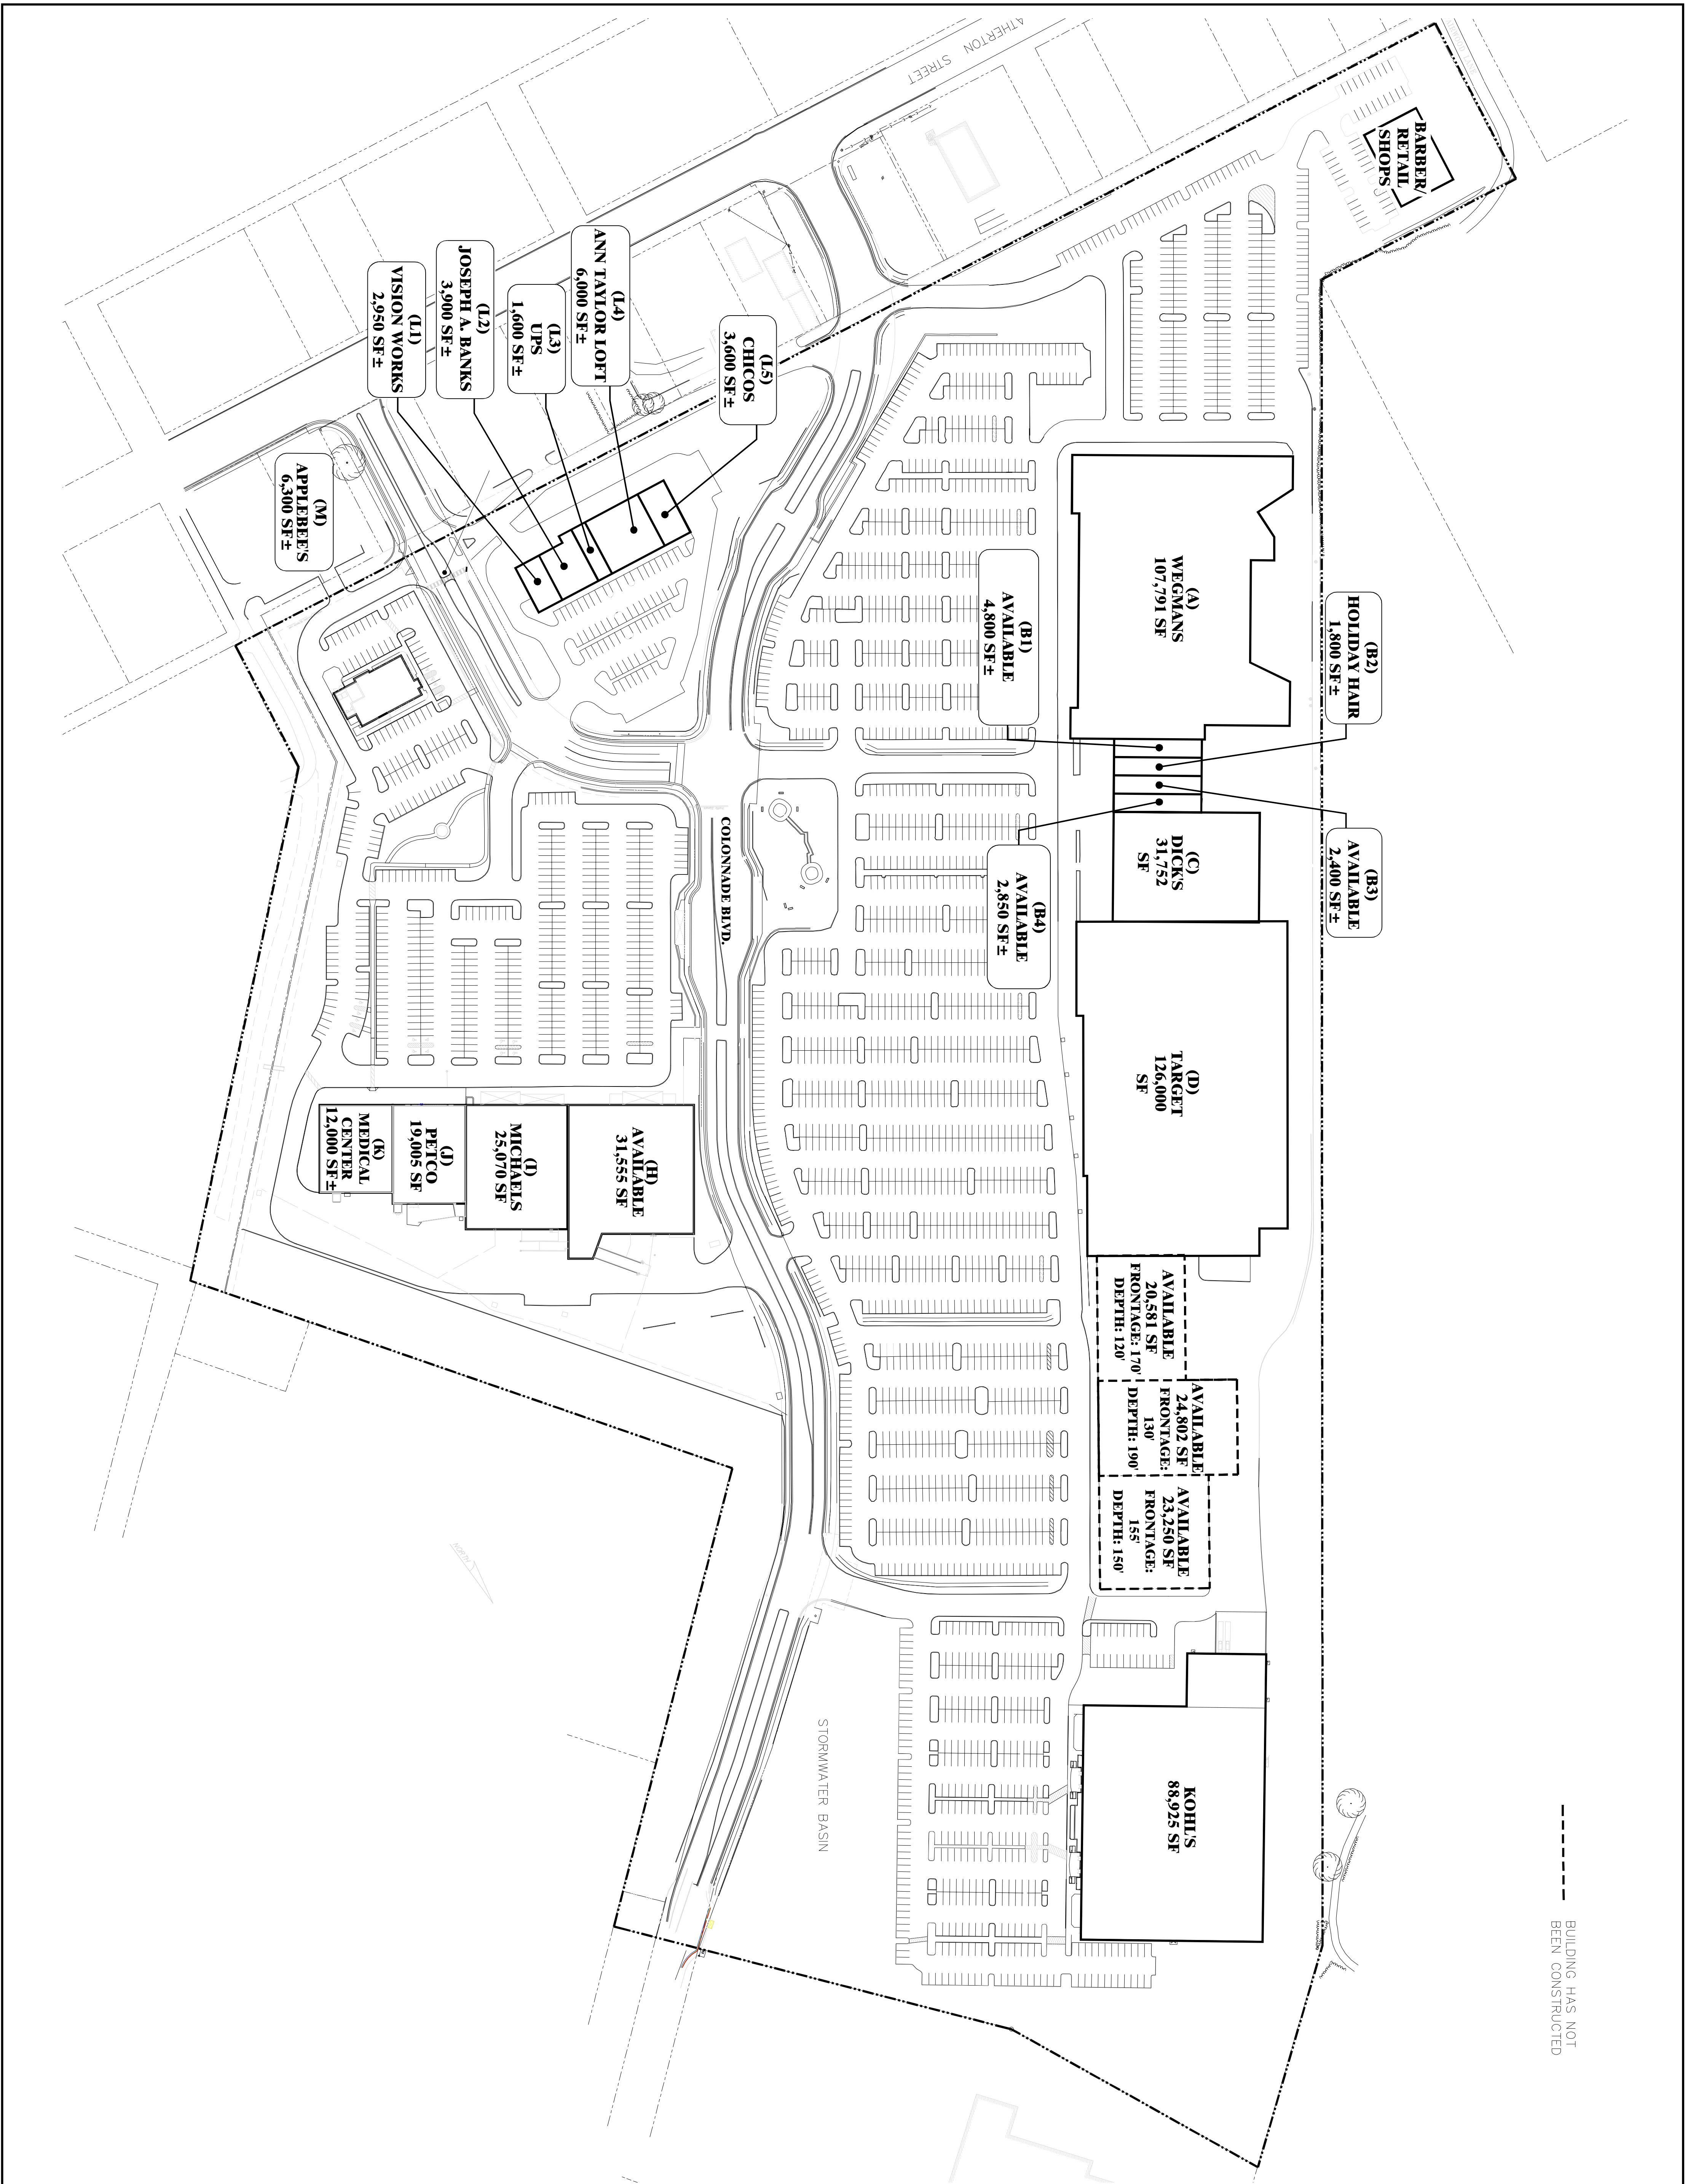 ATHERTON
STREET
BARBER/
RETAIL
SHOPS
(A)
WEGMANS
107,791 SF
(B1)
AVAILABLE
4,800 SF±
(B2)
HOLIDAY HAIR
1,800 SF±
(B3)
AVAILABLE
2,400 SF±
(B4)
AVAILABLE
2,850 SF±
(C)
DICK'S
31,752
SF
(D)
TARGET
126,000
SF
AVAILABLE
20,581 SF
FRONTAGE: 170'
DEPTH: 120'
AVAILABLE
24,802 SF
FRONTAGE:
130'
DEPTH: 190'
AVAILABLE
23,250 SF
FRONTAGE:
155'
DEPTH: 150'
KOHL'S
88,925 SF
(L5)
CHICOS
3,600 SF±
(L4)
ANN TAYLOR LOFT
6,000 SF±
(L3)
UPS
1,600 SF±
(L2)
JOSEPH A. BANKS
3,900 SF±
(L1)
VISION WORKS
2,950 SF±
(M)
APPLEBEE'S
6,300 SF±
COLONNADE BLVD.
(H)
AVAILABLE
31,555 SF
(I)
MICHAELS
25,070 SF
(J)
PETCO
19,005 SF
(K)
MEDICAL
CENTER
12,000 SF±
STORMWATER BASIN
BUILDING HAS NOT
BEEN CONSTRUCTED